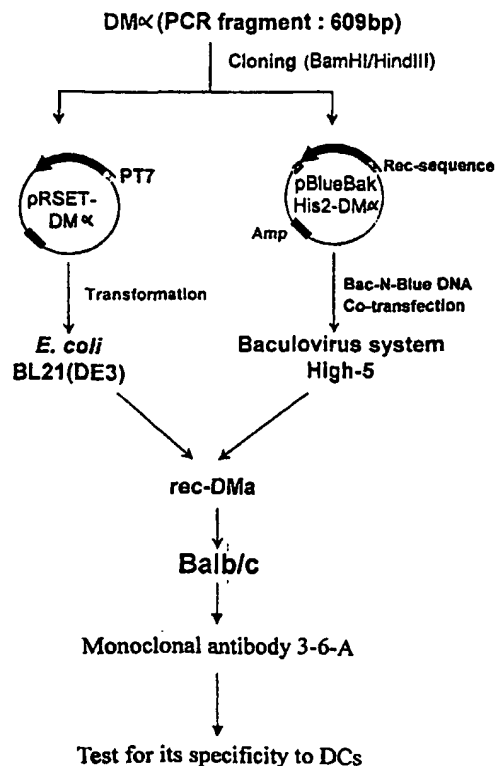 DM∝(PCR fragment : 609bp)
Cloning (BamHI/HindIII)
PT7
pRSET-
DM∝
Rec-sequence
pBlueBak
His2-DM∝
Amp
Transformation
Bac-N-Blue DNA
Co-transfection
E. coli
BL21(DE3)
Baculovirus system
High-5
rec-DMa
Balb/c
Monoclonal antibody 3-6-A
Test for its specificity to DCs